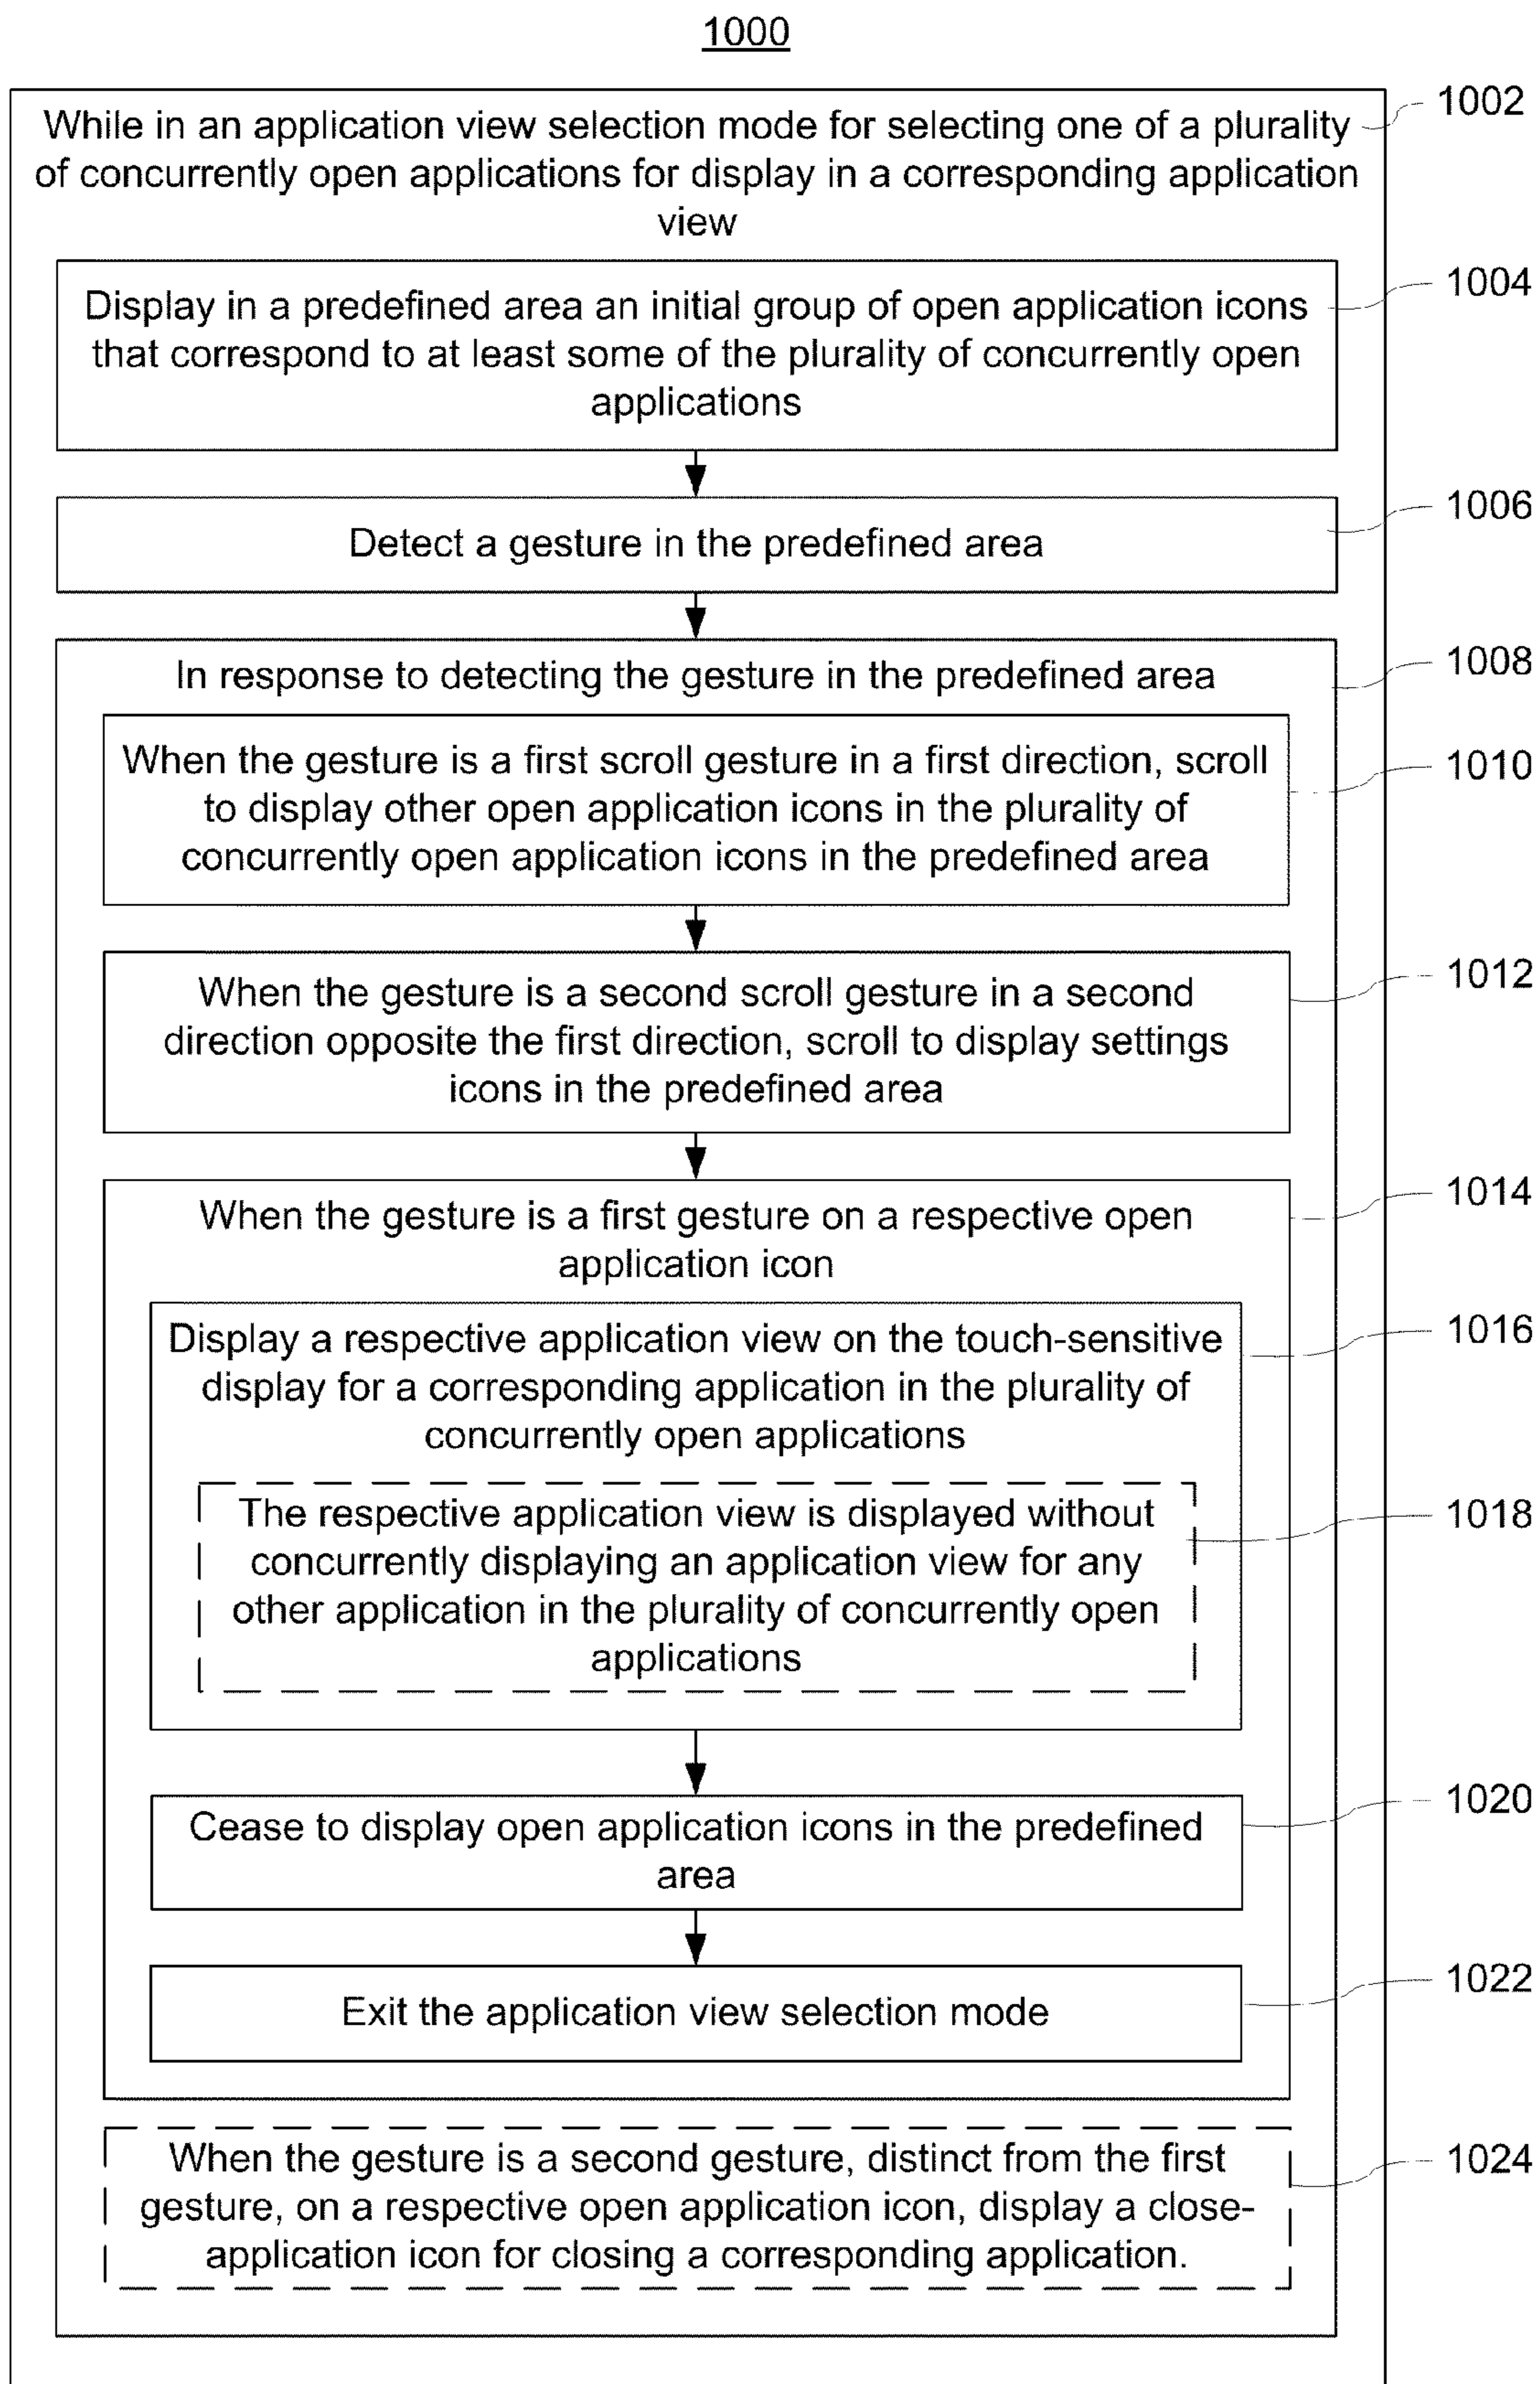 1000
1002
While in an application view selection mode for selecting one of a plurality
of concurrently open applications for display in a corresponding application
view
1004
Display in a predefined area an initial group of open application icons
that correspond to at least some of the plurality of concurrently open
applications
1006
Detect a gesture in the predefined area
1008
In response to detecting the gesture in the predefined area
When the gesture is a first scroll gesture in a first direction, scroll
1010
to display other open application icons in the plurality of
concurrently open application icons in the predefined area
1012
When the gesture is a second scroll gesture in a second
direction opposite the first direction, scroll to display settings
icons in the predefined area
1014
When the gesture is a first gesture on a respective open
application icon
1016
Display a respective application view on the touch-sensitive
display for a corresponding application in the plurality of
concurrently open applications
1018
The respective application view is displayed without
concurrently displaying an application view for any
other application in the plurality of concurrently open
applications
1020
Cease to display open application icons in the predefined
area
1022
Exit the application view selection mode
1024
When the gesture is a second gesture, distinct from the first
gesture, on a respective open application icon, display a close-
application icon for closing a corresponding application.